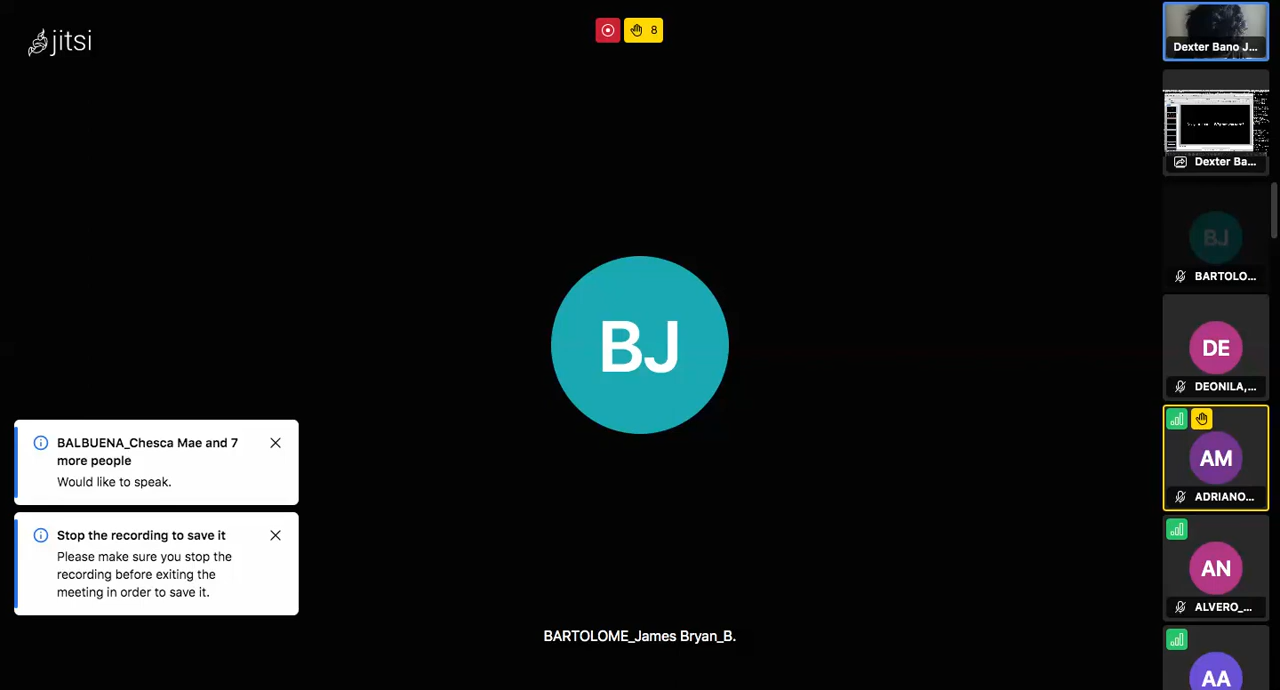 jitsi
8
Dexter Bano J...
Dexter Ba...
BJ
BARTOLO...
DE
DEONILA,...
AM
ADRIANO...
AN
ALVERO_...
AA
BJ
BARTOLOME_James Bryan_B.
BALBUENA_Chesca Mae and 7
more people
Would like to speak.
Stop the recording to save it
Please make sure you stop the
recording before exiting the
meeting in order to save it.